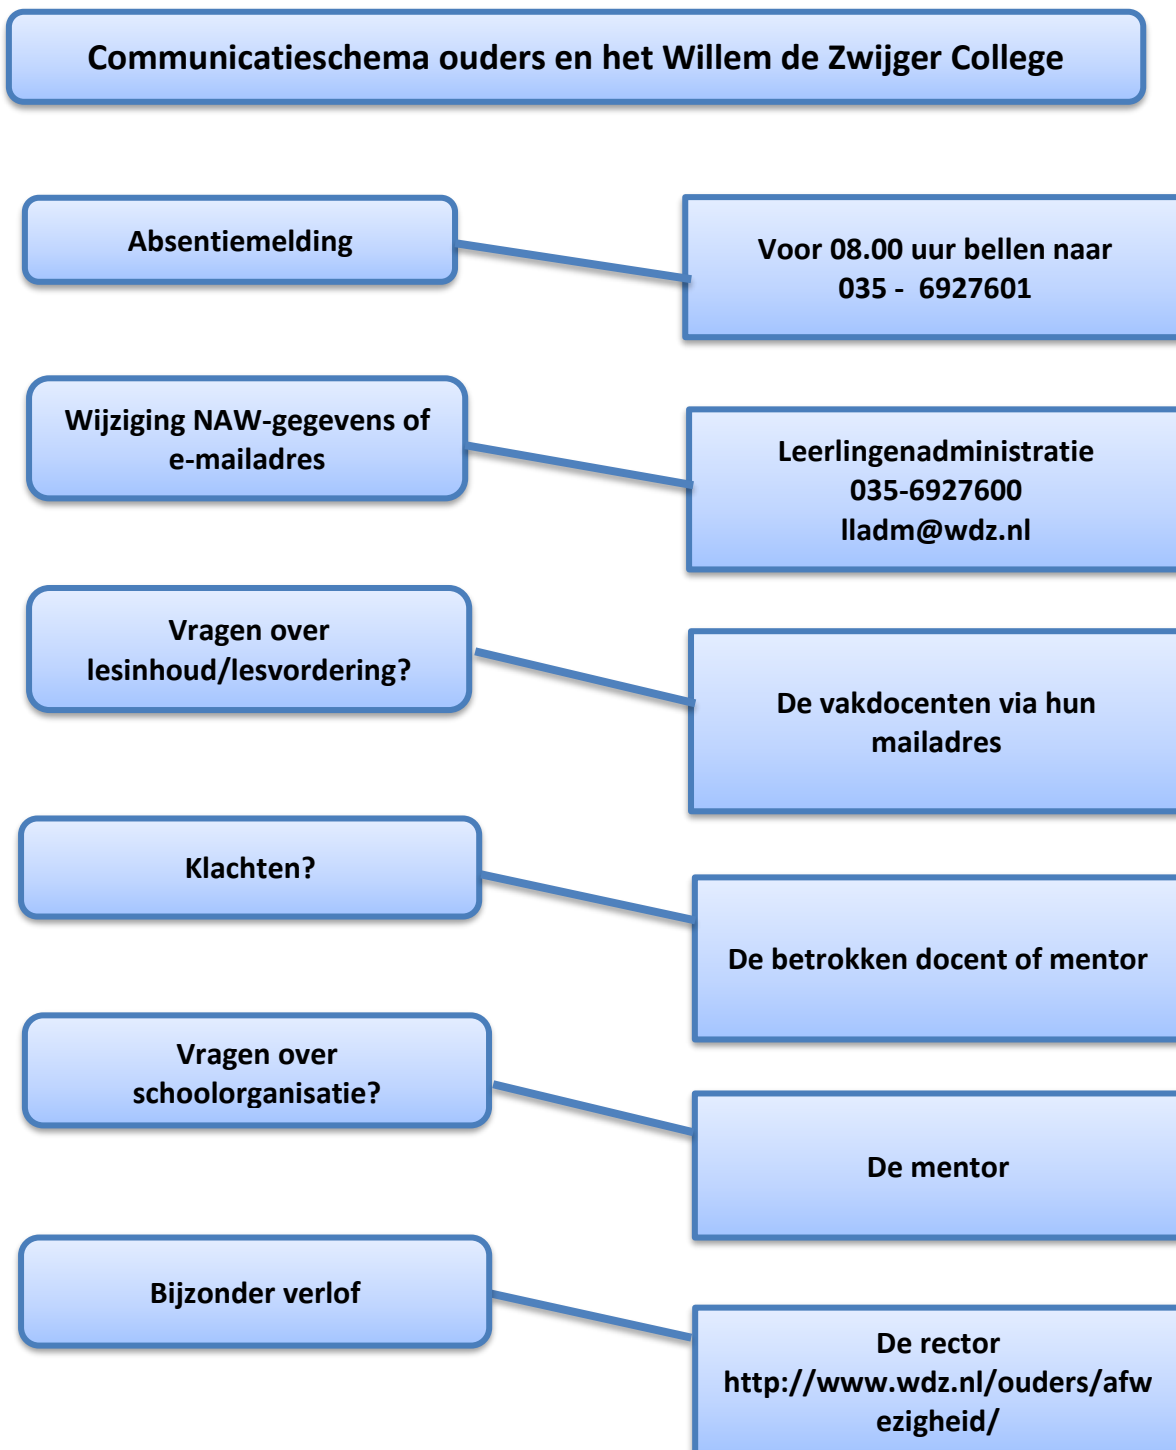 Communicatieschema ouders en het Willem de Zwijger College
Absentiemelding
Voor 08.00 uur bellen naar
035 -  6927601
Wijziging NAW-gegevens of
e-mailadres
Leerlingenadministratie
035-6927600
lladm@wdz.nl
Vragen over
lesinhoud/lesvordering?
De vakdocenten via hun
mailadres
Klachten?
De betrokken docent of mentor
Vragen over
schoolorganisatie?
De mentor
Bijzonder verlof
De rector
http://www.wdz.nl/ouders/afw
ezigheid/